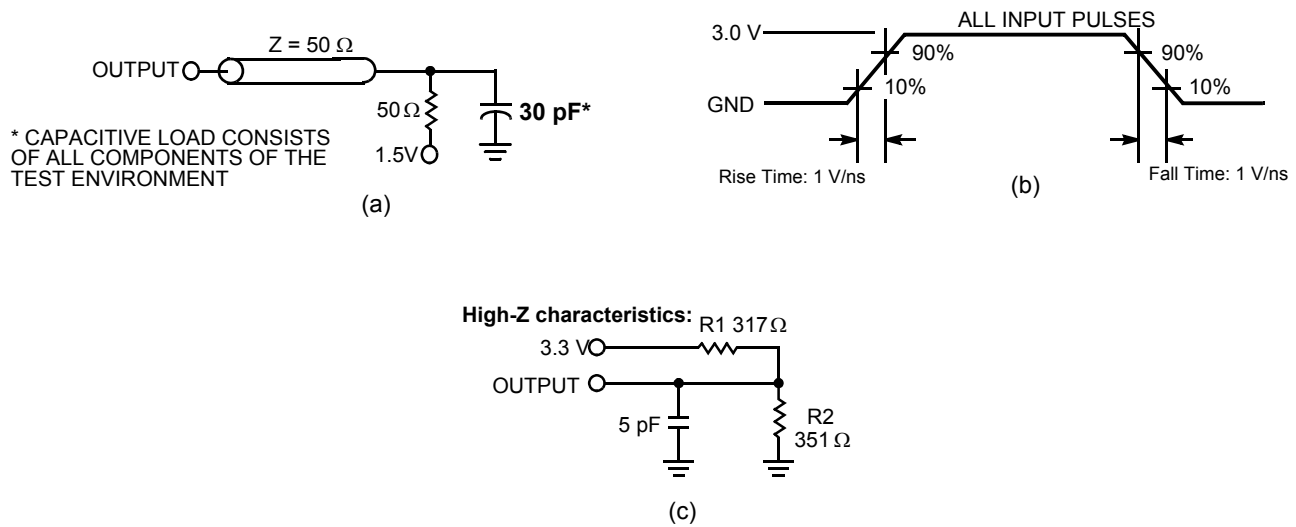 Z = 50 Ω
OUTPUT
50 Ω
30 pF*
1.5V
* CAPACITIVE LOAD CONSISTS
OF ALL COMPONENTS OF THE
TEST ENVIRONMENT
(a)
ALL INPUT PULSES
3.0 V
90%
10%
GND
90%
10%
Rise Time: 1 V/ns
Fall Time: 1 V/ns
(b)
High-Z characteristics:
R1 317 Ω
3.3 V
OUTPUT
5 pF
R2
351 Ω
(c)